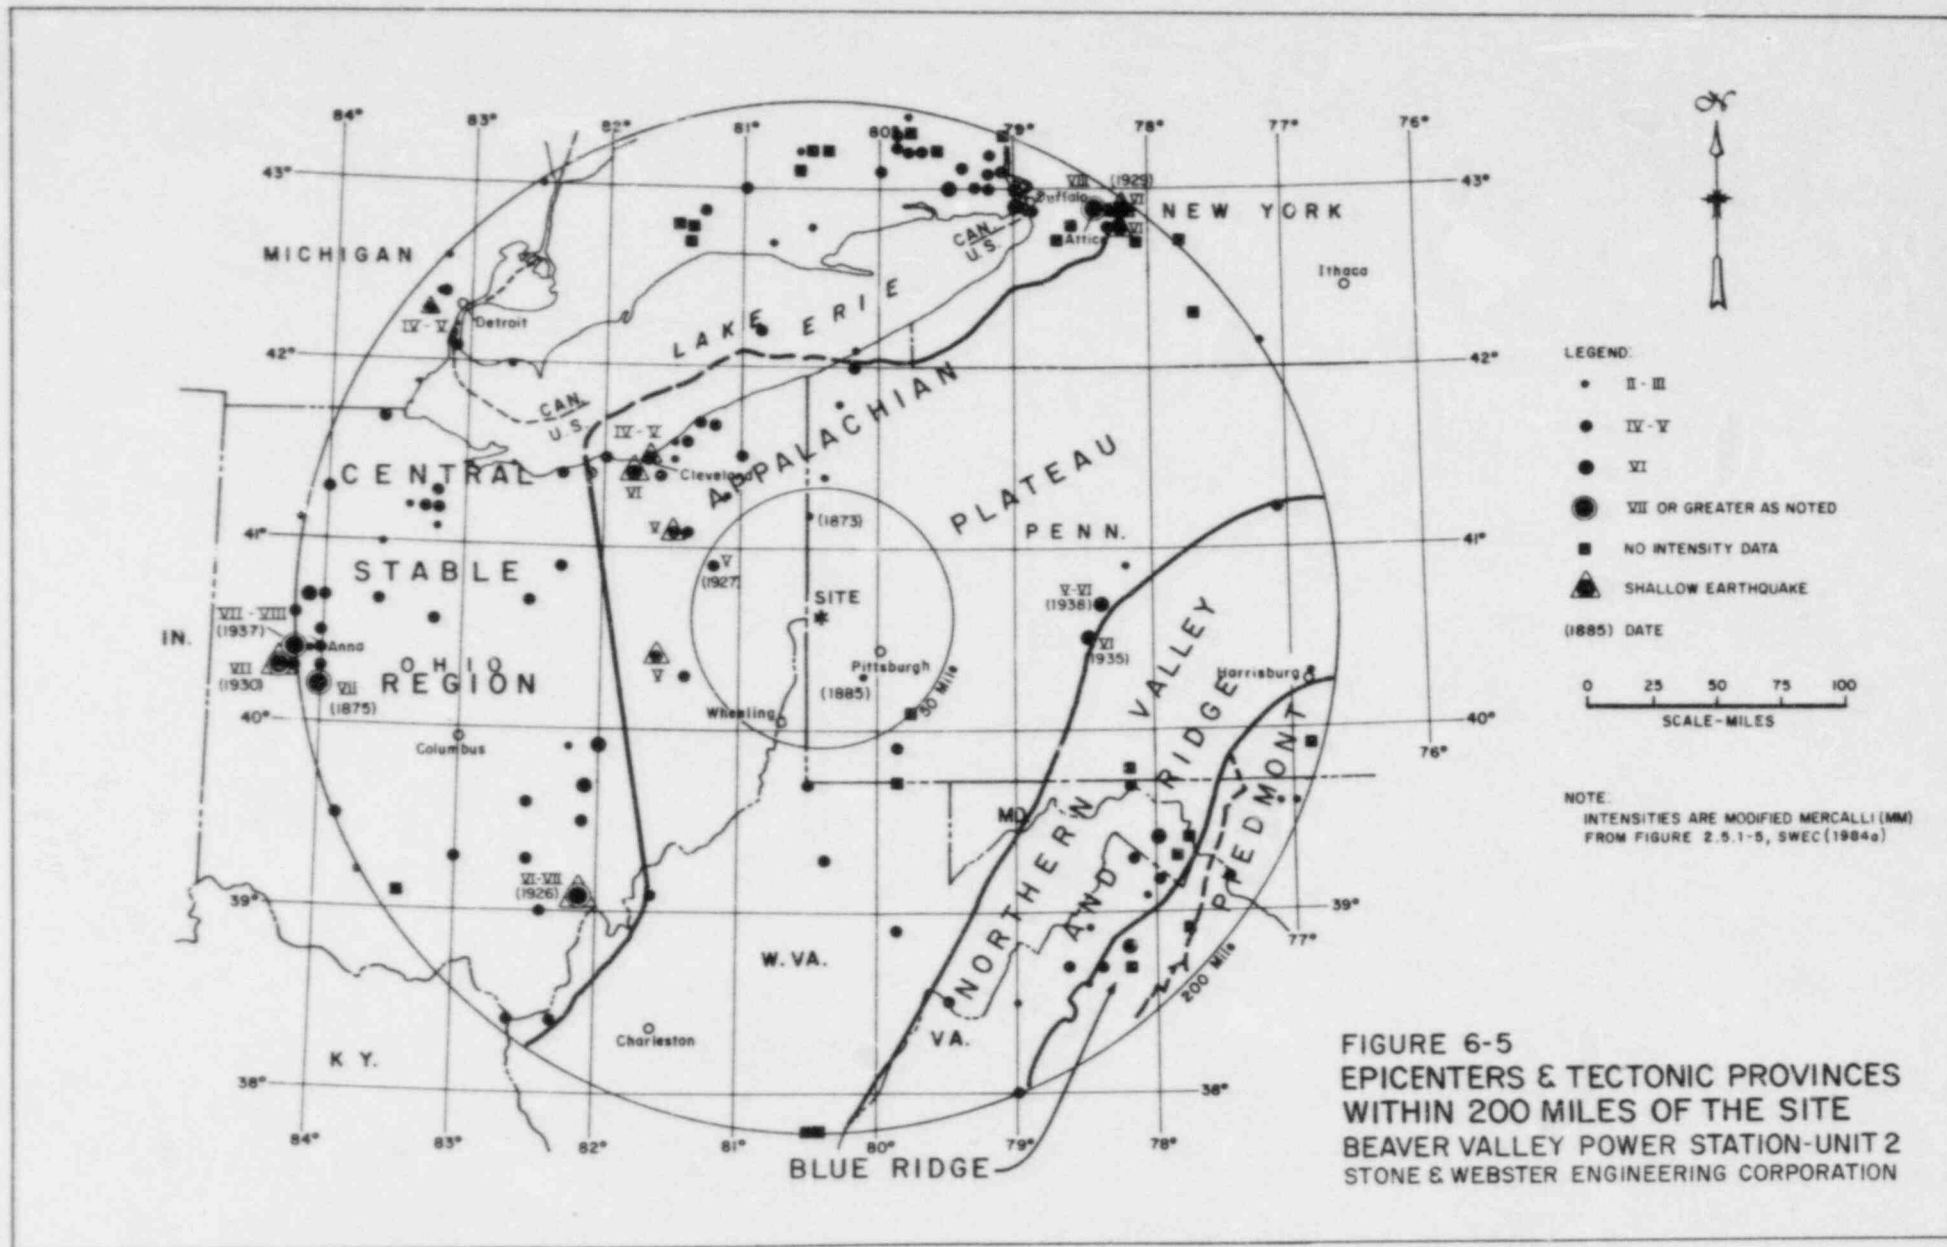 84°
83°
82°
81°
80°
79°
78°
77°
76°
43°
43°
VIII
(1929)
VI
Buffalo
NEW YORK
VI
Attica
CAN.
U.S.
MICHIGAN
Ithaca
LAKE ERIE
IV-V
Detroit
42°
42°
CAN.
U.S.
IV-V
CENTRAL
Cleveland
VI
APPALACHIAN
PLATEAU
(1873)
V
PENN.
41°
41°
STABLE
V
(1927)
SITE
V-VI
(1938)
VII-VIII
(1937)
IN.
Anna
VI
(1935)
OHIO
VII
(1930)
REGION
V
Pittsburgh
(1885)
50 Mile
Harrisburg
VII
(1875)
Wheeling
40°
40°
Columbus
76°
NORTHERN VALLEY
AND RIDGE
PIEDMONT
MD.
VI-VII
(1926)
39°
39°
77°
W. VA.
200 Mile
Charleston
VA.
KY.
38°
38°
84°
83°
82°
81°
80°
79°
78°
BLUE RIDGE
LEGEND:
II-III
IV-V
VI
VII OR GREATER AS NOTED
NO INTENSITY DATA
SHALLOW EARTHQUAKE
(1885) DATE
0 25 50 75 100
SCALE-MILES
NOTE:
INTENSITIES ARE MODIFIED MERCALLI (MM)
FROM FIGURE 2.5.1-5, SWEC (1984a)
FIGURE 6-5
EPICENTERS & TECTONIC PROVINCES
WITHIN 200 MILES OF THE SITE
BEAVER VALLEY POWER STATION-UNIT 2
STONE & WEBSTER ENGINEERING CORPORATION